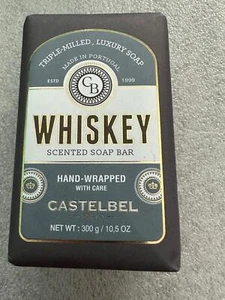 TRIPLE-MILLED, LUXURY SOAP
MADE IN PORTUGAL
ESTD 1999
CB
WHISKEY
SCENTED SOAP BAR
HAND-WRAPPED
WITH CARE
CASTELBEL
NET WT : 300 g / 10,5 OZ